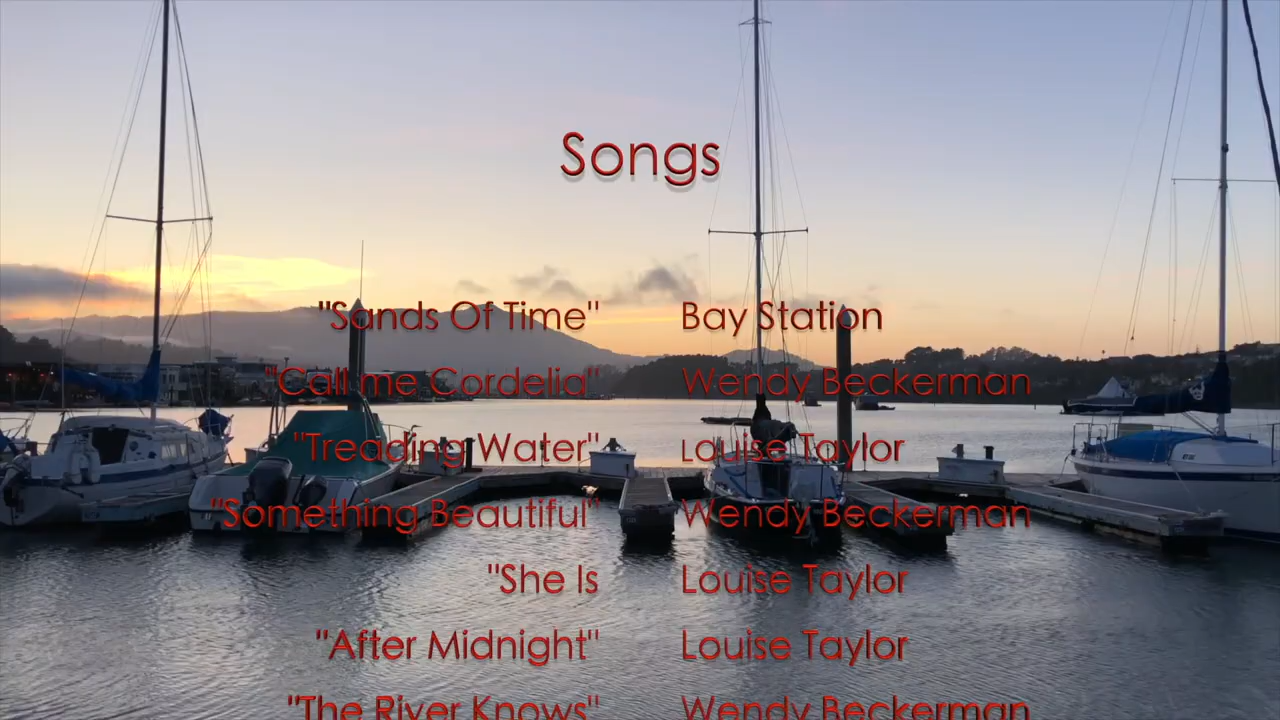 Songs
"Sands Of Time" Bay Station
"Call me Cordelia" Wendy Beckerman
"Treading Water" Louise Taylor
"Something Beautiful" Wendy Beckerman
"She Is Louise Taylor
"After Midnight" Louise Taylor
"The River Knows" Wendy Beckerman